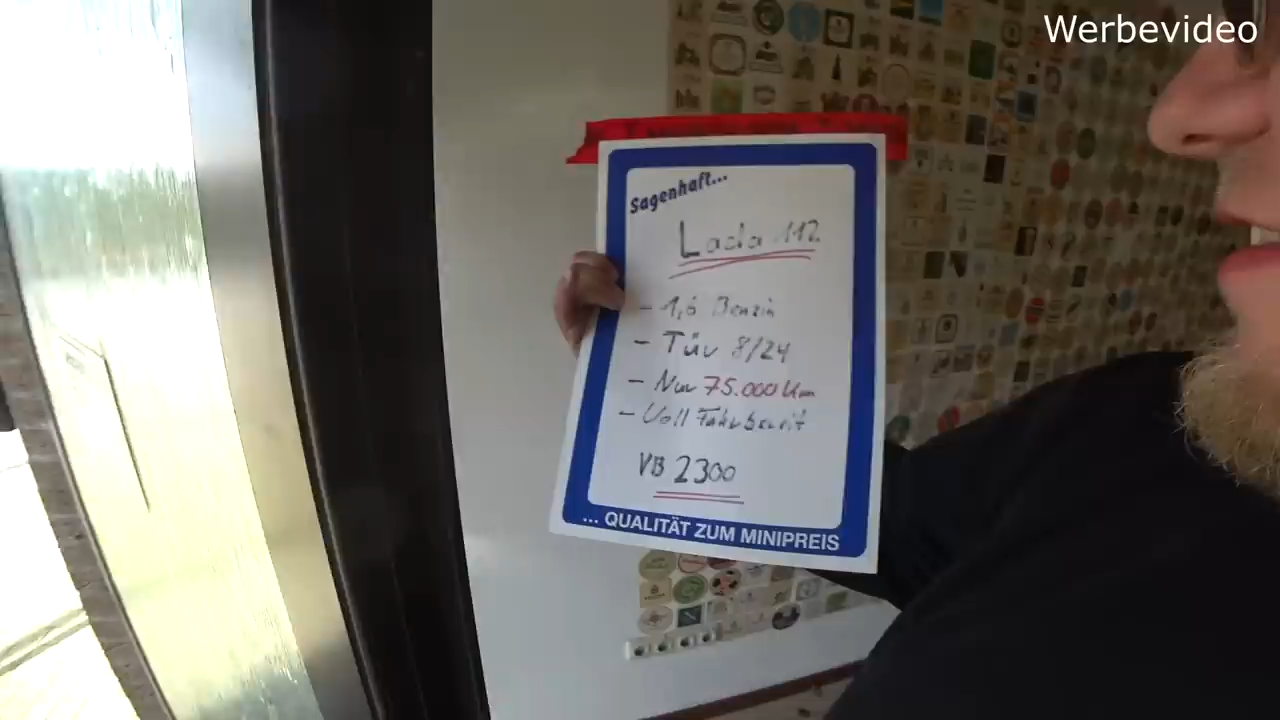 Werbevideo
Sagenhaft...
Lada 112
- 1,6 Benzin
- Tüv 8/24
- Nur 75.000 Km
- Voll Fahrbereit
VB 2300
... QUALITÄT ZUM MINIPREIS